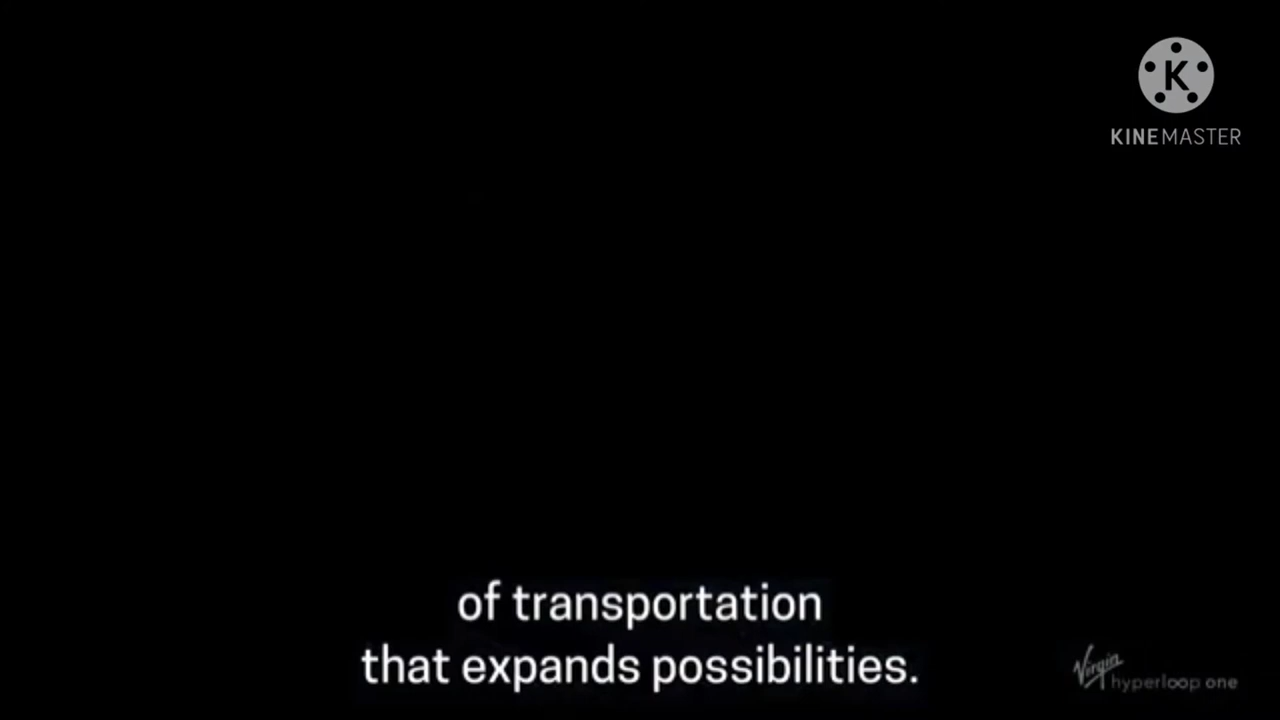 K
KINEMASTER
of transportation
that expands possibilities.
Virgin
hyperloop one